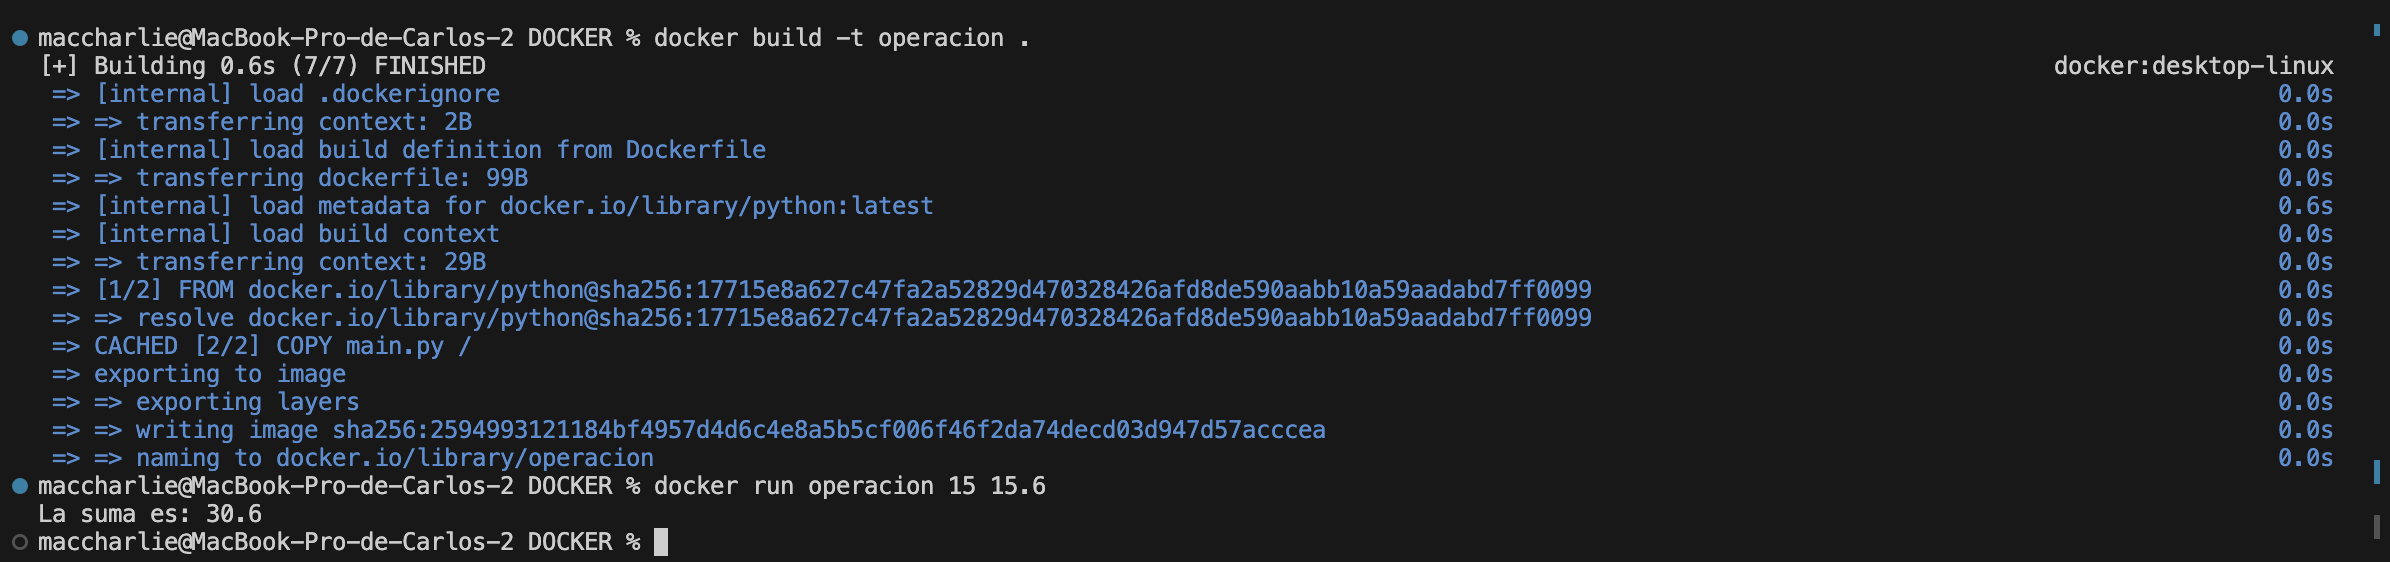 maccharlie@MacBook-Pro-de-Carlos-2 DOCKER % docker build -t operacion .
[+] Building 0.6s (7/7) FINISHED docker:desktop-linux
=> [internal] load .dockerignore 0.0s
=> => transferring context: 2B 0.0s
=> [internal] load build definition from Dockerfile 0.0s
=> => transferring dockerfile: 99B 0.0s
=> [internal] load metadata for docker.io/library/python:latest 0.6s
=> [internal] load build context 0.0s
=> => transferring context: 29B 0.0s
=> [1/2] FROM docker.io/library/python@sha256:17715e8a627c47fa2a52829d470328426afd8de590aabb10a59aadabd7ff0099 0.0s
=> => resolve docker.io/library/python@sha256:17715e8a627c47fa2a52829d470328426afd8de590aabb10a59aadabd7ff0099 0.0s
=> CACHED [2/2] COPY main.py / 0.0s
=> exporting to image 0.0s
=> => exporting layers 0.0s
=> => writing image sha256:2594993121184bf4957d4d6c4e8a5b5cf006f46f2da74decd03d947d57acccea 0.0s
=> => naming to docker.io/library/operacion 0.0s
maccharlie@MacBook-Pro-de-Carlos-2 DOCKER % docker run operacion 15 15.6
La suma es: 30.6
maccharlie@MacBook-Pro-de-Carlos-2 DOCKER %